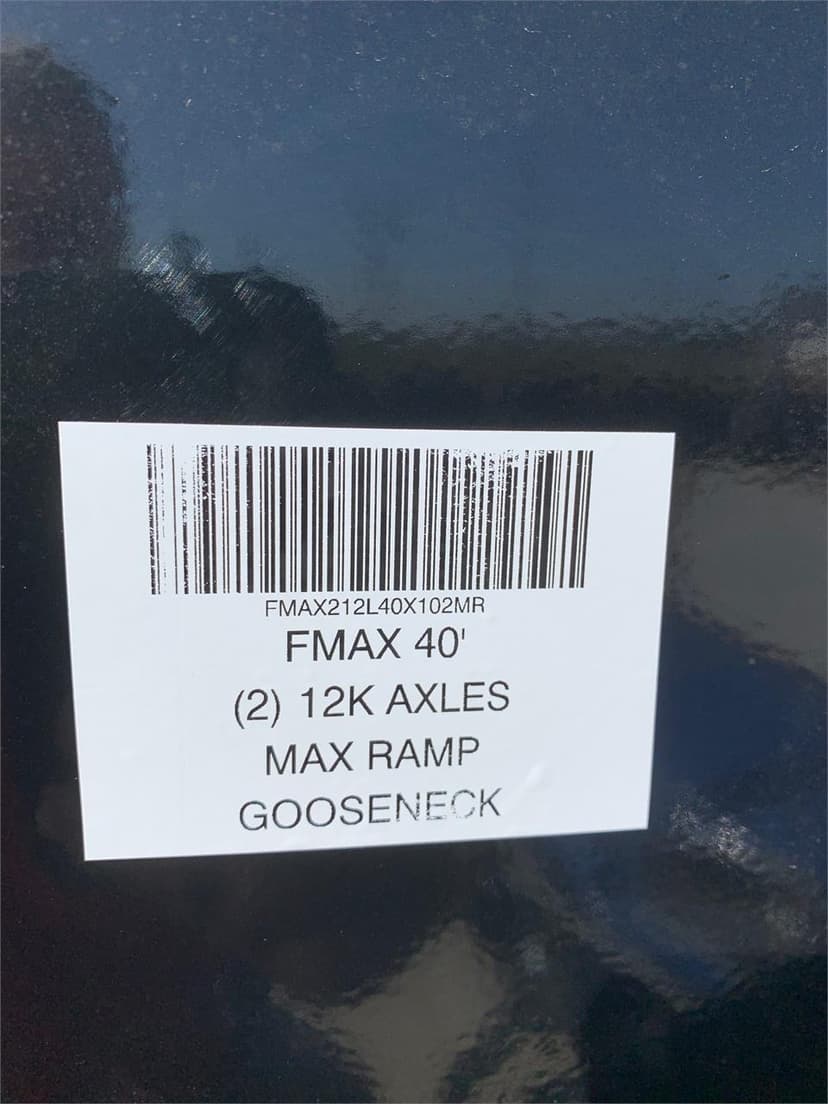 FMAX212L40X102MR
FMAX 40'
(2) 12K AXLES
MAX RAMP
GOOSENECK